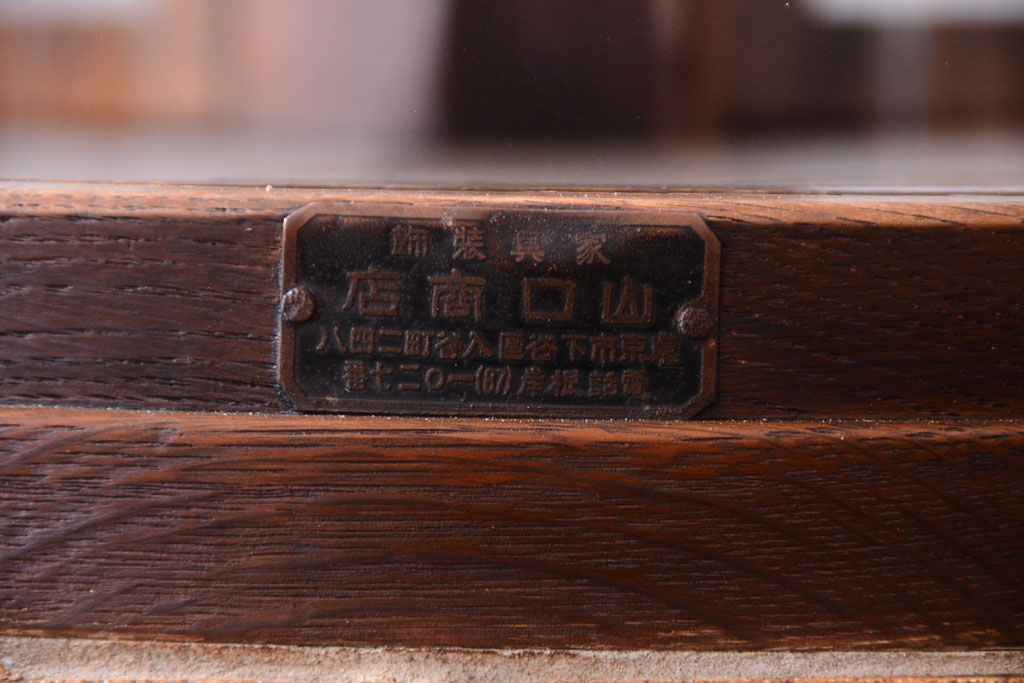 家具装飾
山口商店
東京市下谷區入谷町二四八
電話根岸(87)一〇二七番